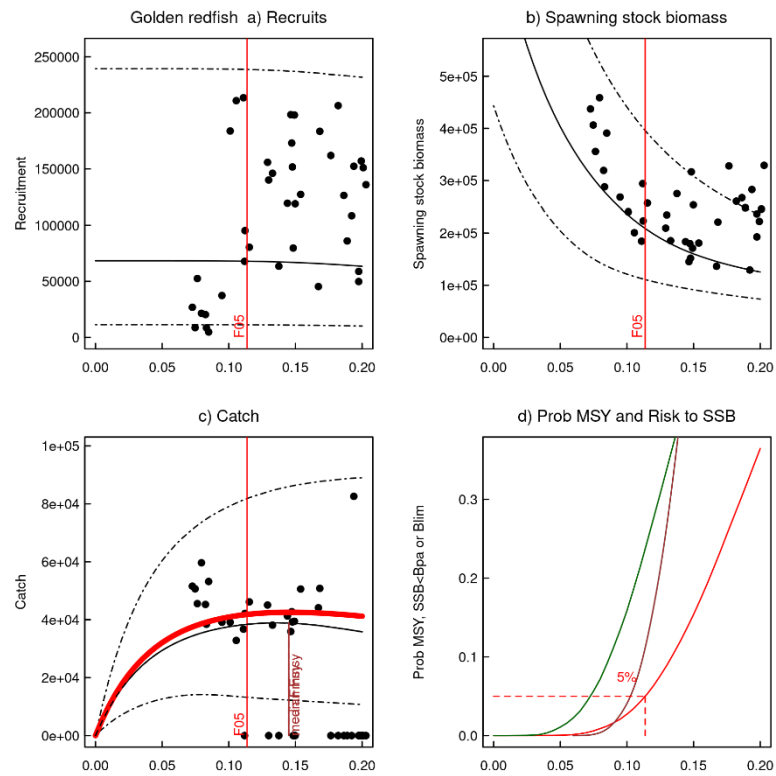 Golden redfish a) Recruits
Recruitment
250000
200000
150000
100000
50000
0
F05
0.00 0.05 0.10 0.15 0.20
b) Spawning stock biomass
Spawning stock biomass
5e+05
4e+05
3e+05
2e+05
1e+05
0e+00
F05
0.00 0.05 0.10 0.15 0.20
c) Catch
Catch
1e+05
8e+04
6e+04
4e+04
2e+04
0e+00
F05
0.00 0.05 0.10 0.15 0.20
d) Prob MSY and Risk to SSB
Prob MSY, SSB<Bpa or Blim
0.3
0.2
0.1
0.0
5%
0.00 0.05 0.10 0.15 0.20